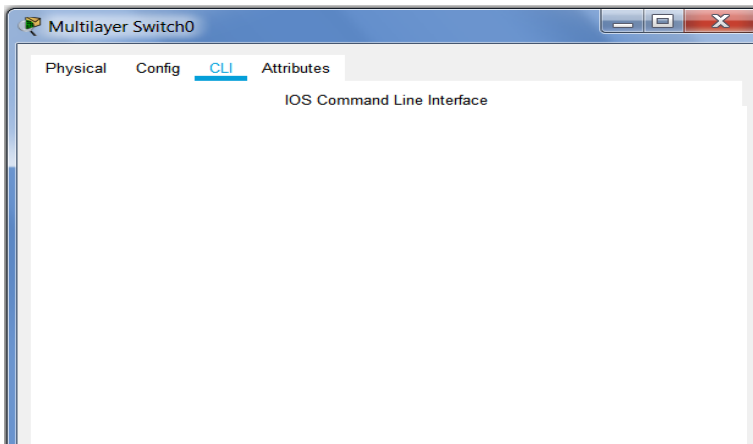 Multilayer Switch0
Physical Config CLI Attributes
IOS Command Line Interface